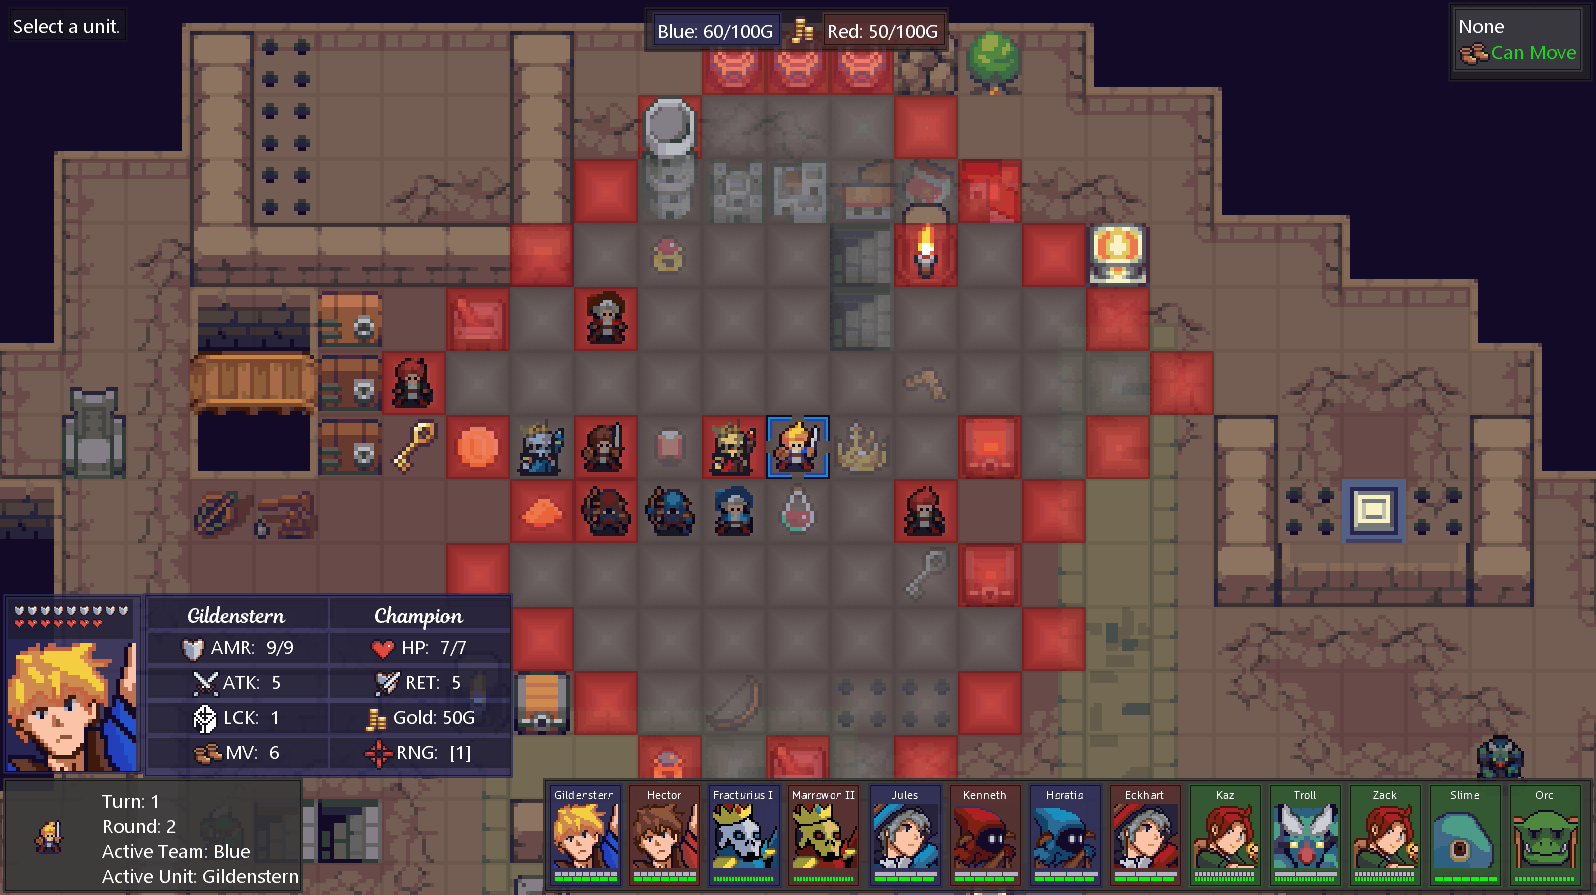 Select a unit.
Blue: 60/100G
Red: 50/100G
None
Can Move
Gildenstern
Champion
AMR: 9/9
HP: 7/7
ATK: 5
RET: 5
LCK: 1
Gold: 50G
MV: 6
RNG: [1]
Turn: 1
Round: 2
Active Team: Blue
Active Unit: Gildenstern
Gildenstern
Hector
Fracturius I
Marrowor II
Jules
Kenneth
Horatio
Eckhart
Kaz
Troll
Zack
Slime
Orc